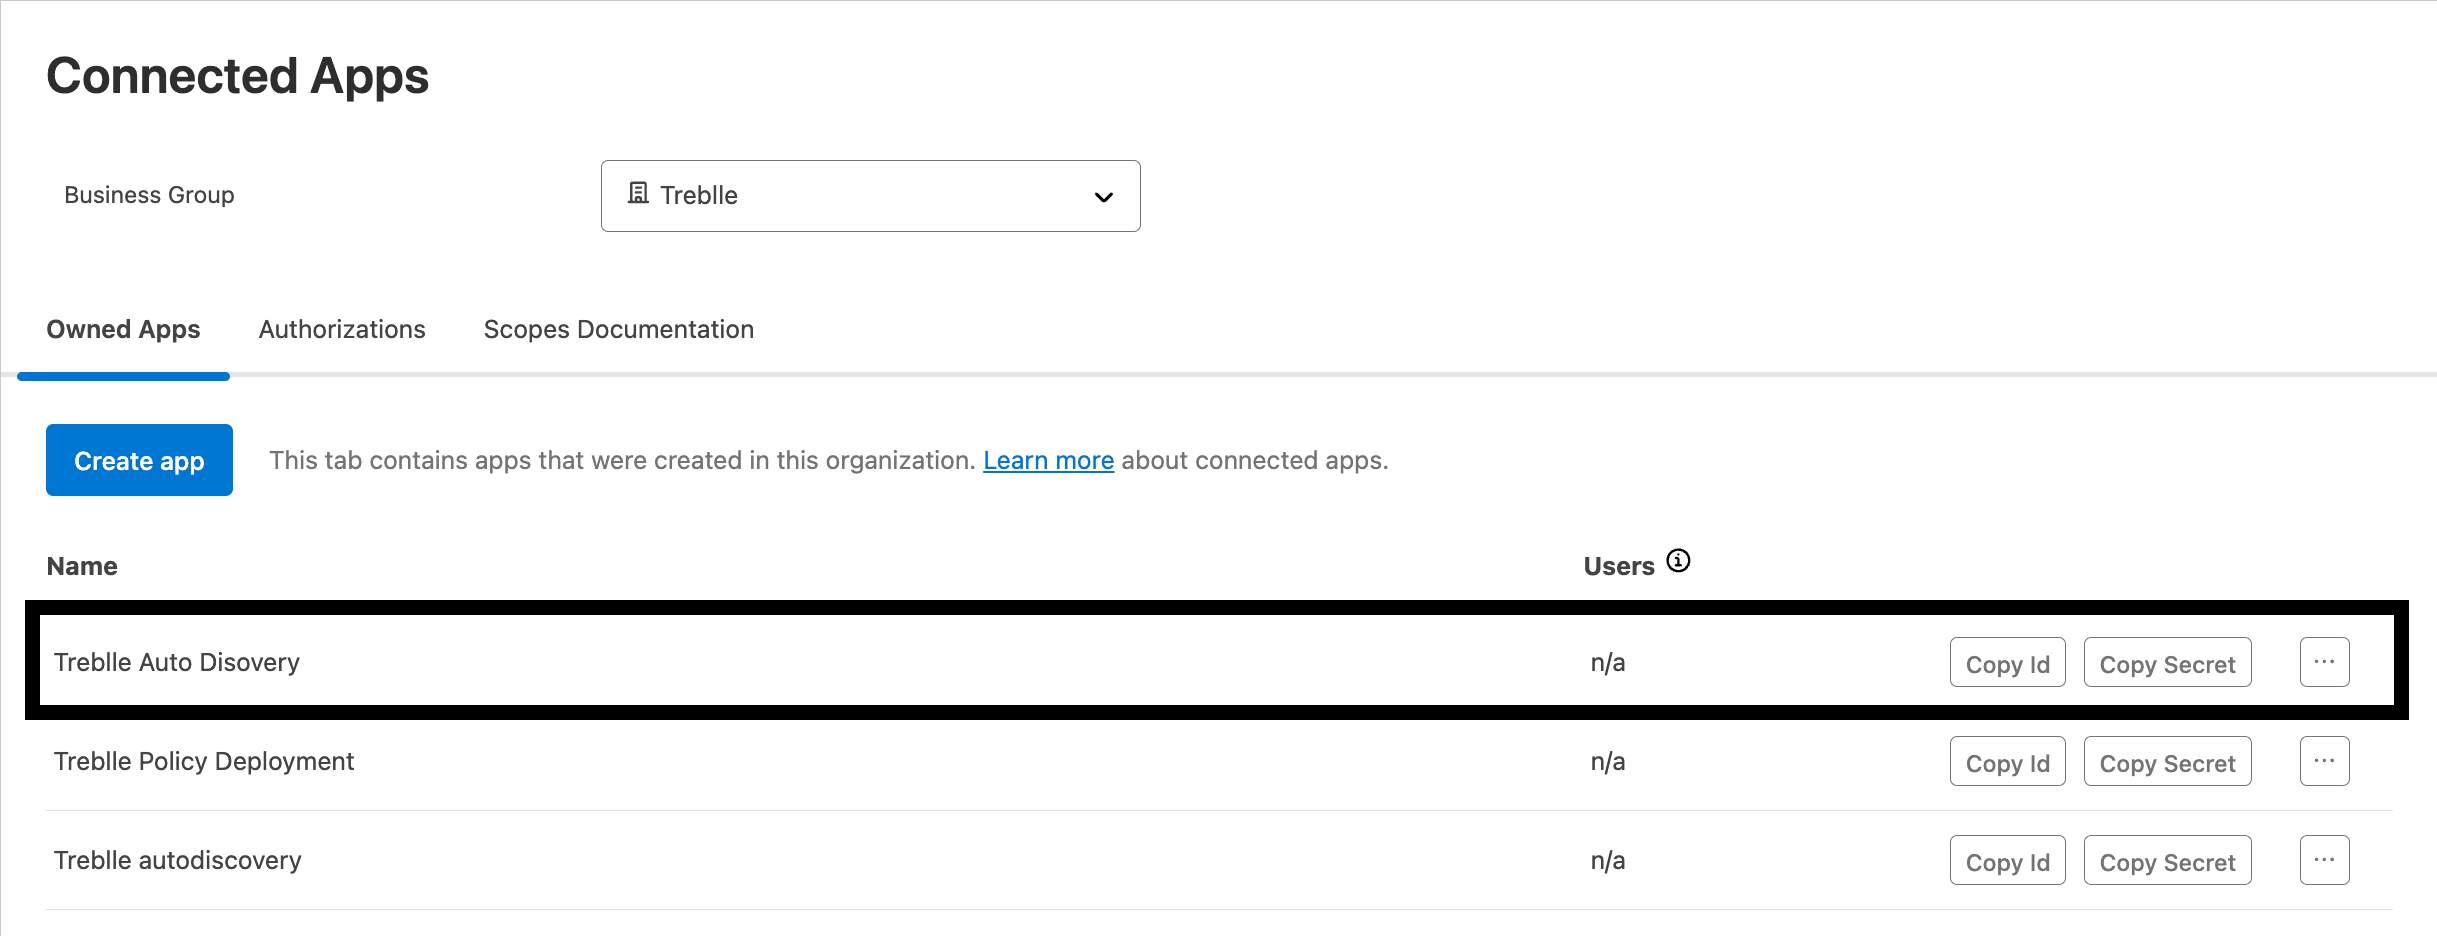 Connected Apps
Business Group
Treblle
Owned Apps Authorizations Scopes Documentation
Create app This tab contains apps that were created in this organization. Learn more about connected apps.
Name Users
Treblle Auto Disovery n/a Copy Id Copy Secret ...
Treblle Policy Deployment n/a Copy Id Copy Secret ...
Treblle autodiscovery n/a Copy Id Copy Secret ...